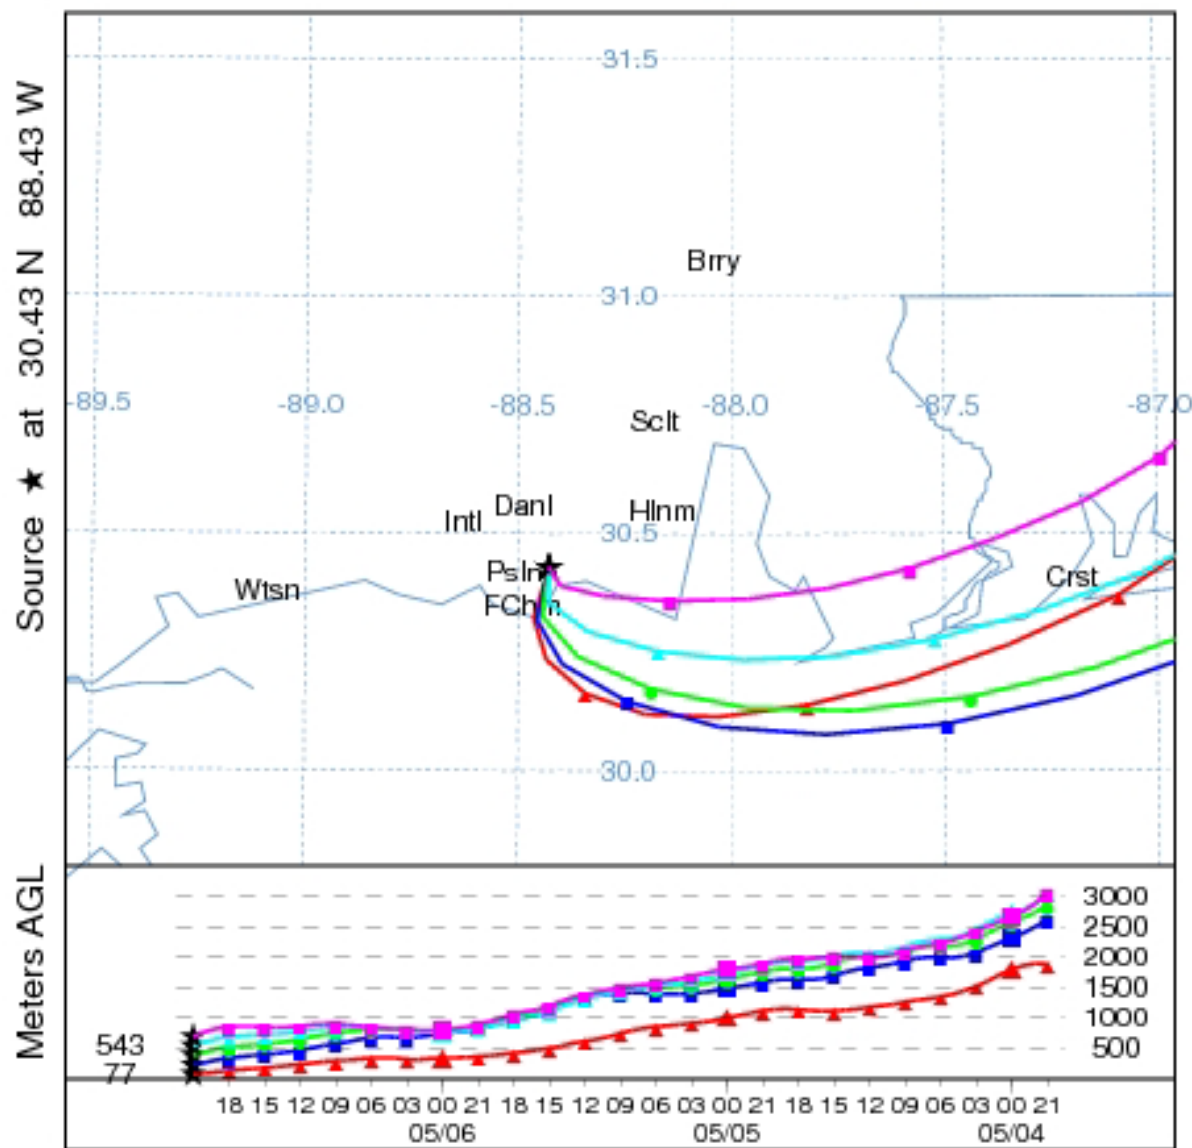 Source ★ at 30.43 N 88.43 W
31.5
Brry
31.0
-89.5 -89.0 -88.5 -88.0 -87.5 -87.0
Sclt
Danl
Intl Hlnm
30.5
Wtsn Psln Crst
FChm
30.0
Meters AGL
3000
2500
2000
1500
1000
543 500
77
18 15 12 09 06 03 00 21 18 15 12 09 06 03 00 21 18 15 12 09 06 03 00 21
05/06 05/05 05/04